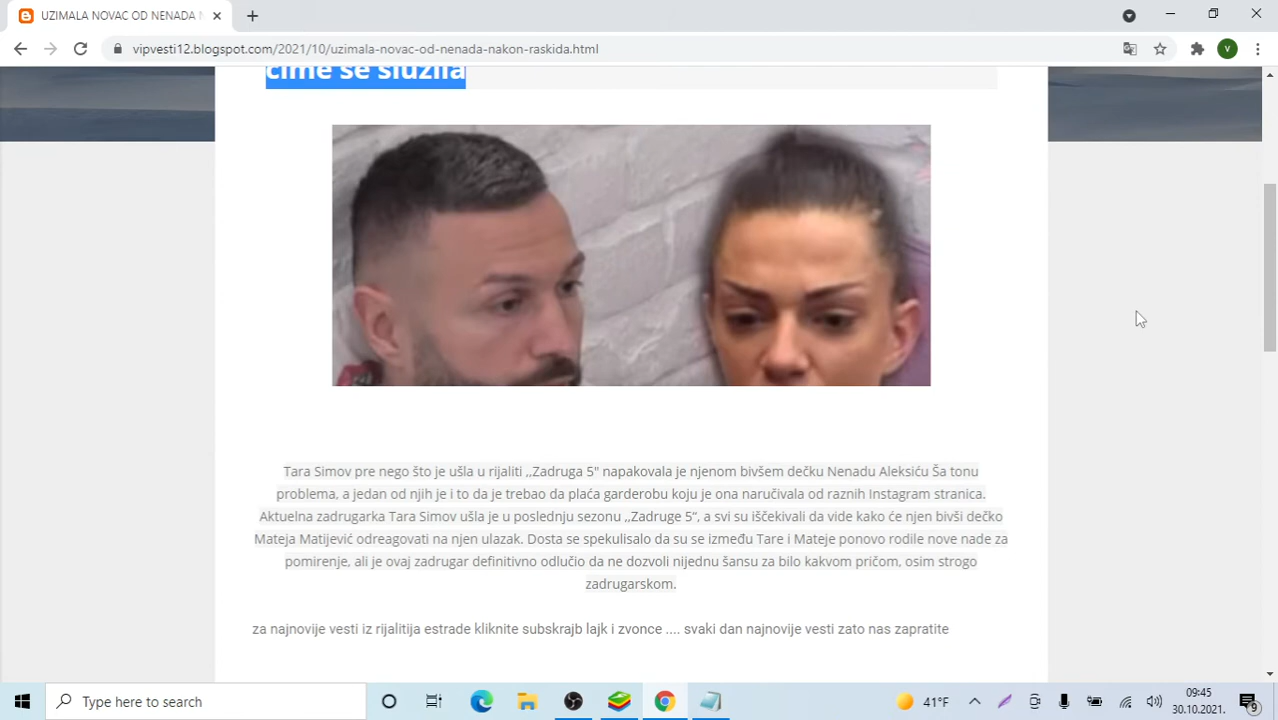 UZIMALA NOVAC OD NENADA N
vipvesti12.blogspot.com/2021/10/uzimala-novac-od-nenada-nakon-raskida.html
V
čime se služila
Tara Simov pre nego što je ušla u rijaliti ,,Zadruga 5" napakovala je njenom bivšem dečku Nenadu Aleksiću Ša tonu
problema, a jedan od njih je i to da je trebao da plaća garderobu koju je ona naručivala od raznih Instagram stranica.
Aktuelna zadrugarka Tara Simov ušla je u poslednju sezonu ,,Zadruge 5“, a svi su iščekivali da vide kako će njen bivši dečko
Mateja Matijević odreagovati na njen ulazak. Dosta se spekulisalo da su se između Tare i Mateje ponovo rodile nove nade za
pomirenje, ali je ovaj zadrugar definitivno odlučio da ne dozvoli nijednu šansu za bilo kakvom pričom, osim strogo
zadrugarskom.
za najnovije vesti iz rijalitija estrade kliknite subskrajb lajk i zvonce .... svaki dan najnovije vesti zato nas zapratite
Type here to search
41°F
09:45
30.10.2021.
9